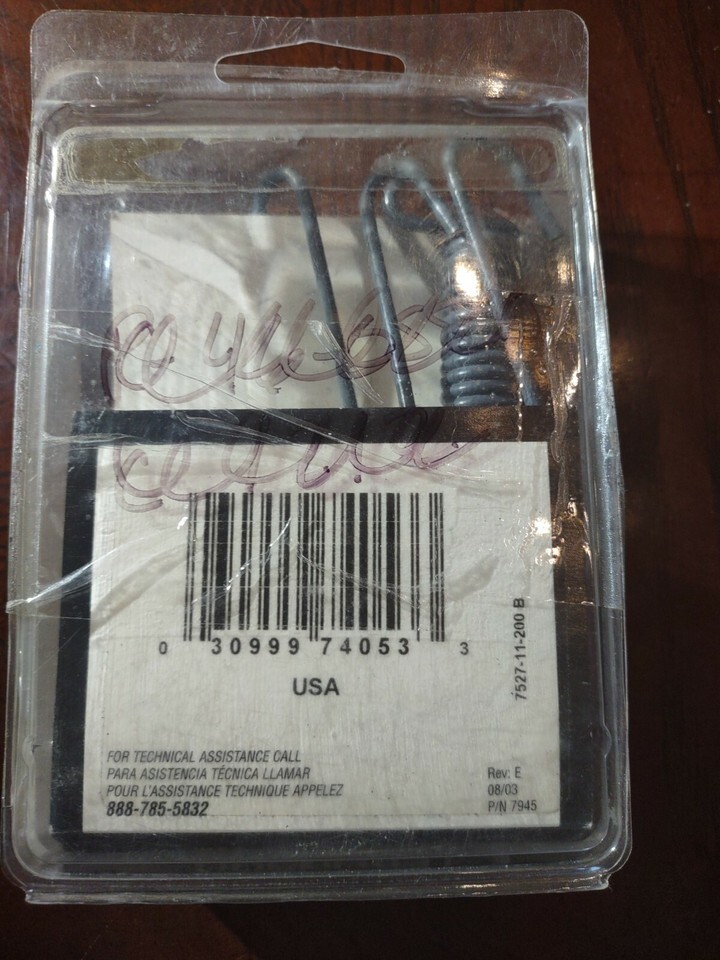 0 30999 74053 3
USA
7527-11-200 B
FOR TECHNICAL ASSISTANCE CALL
PARA ASISTENCIA TÉCNICA LLAMAR
POUR L'ASSISTANCE TECHNIQUE APPELEZ
888-785-5832
Rev: E
08/03
P/N 7945